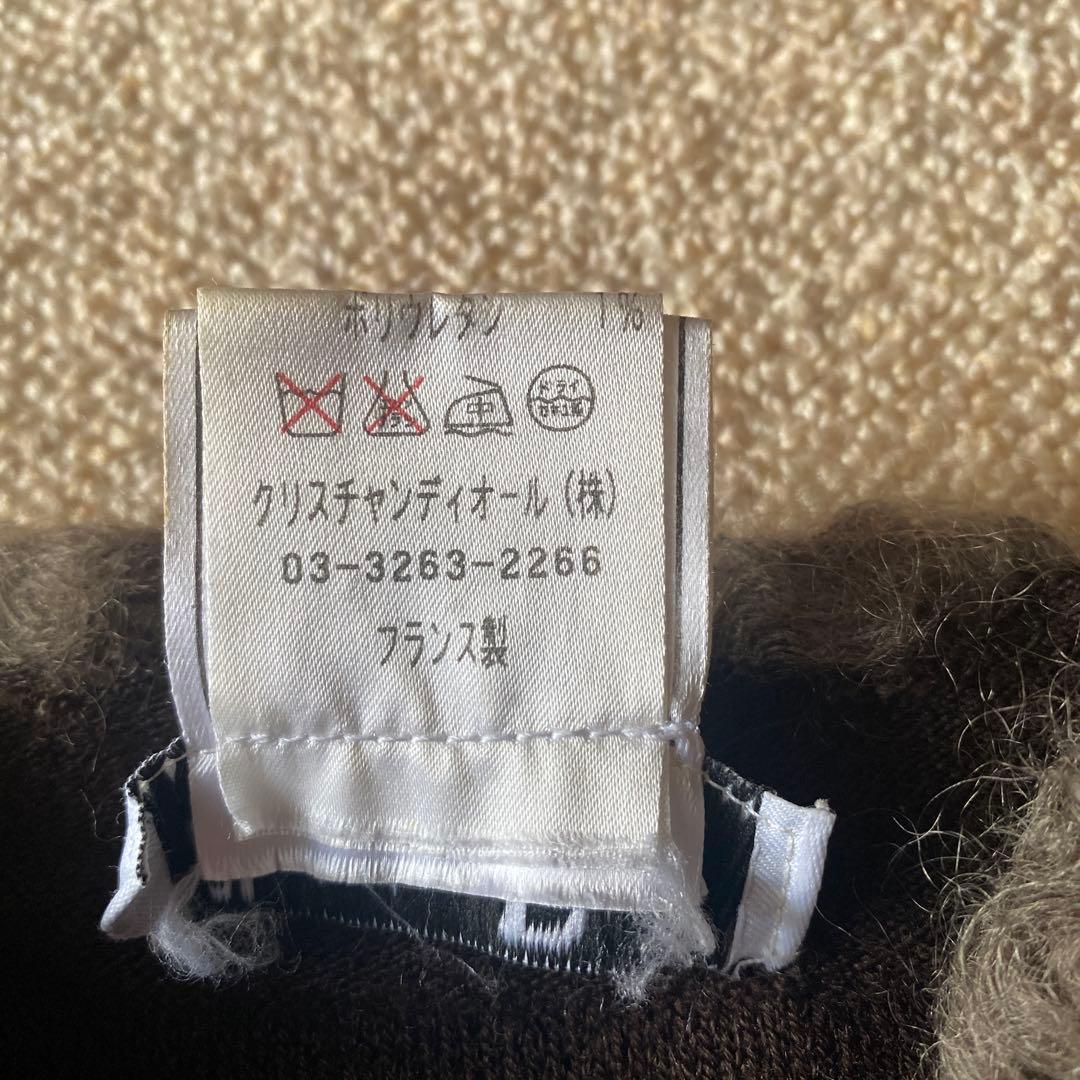 ポリウレタン 1%
中 ドライ
クリスチャンディオール(株)
03-3263-2266
フランス製